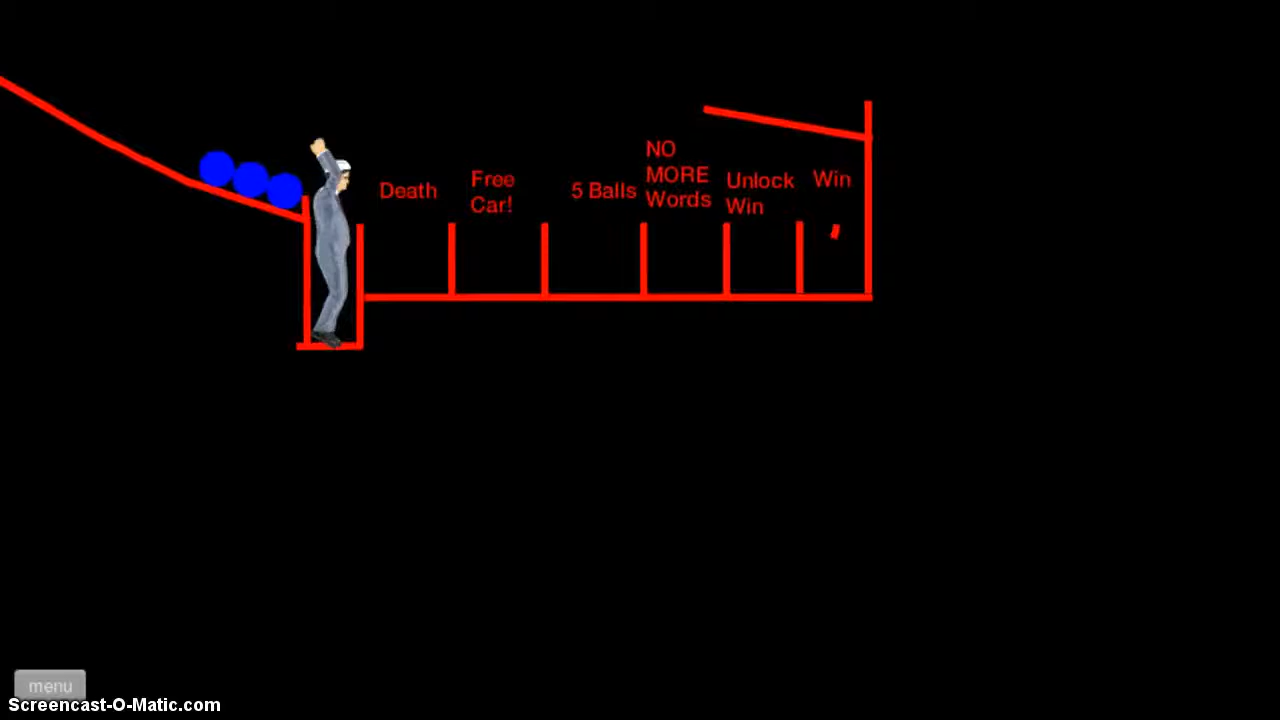 Death
Free
Car!
5 Balls
NO
MORE
Words
Unlock
Win
Win
menu
Screencast-O-Matic.com